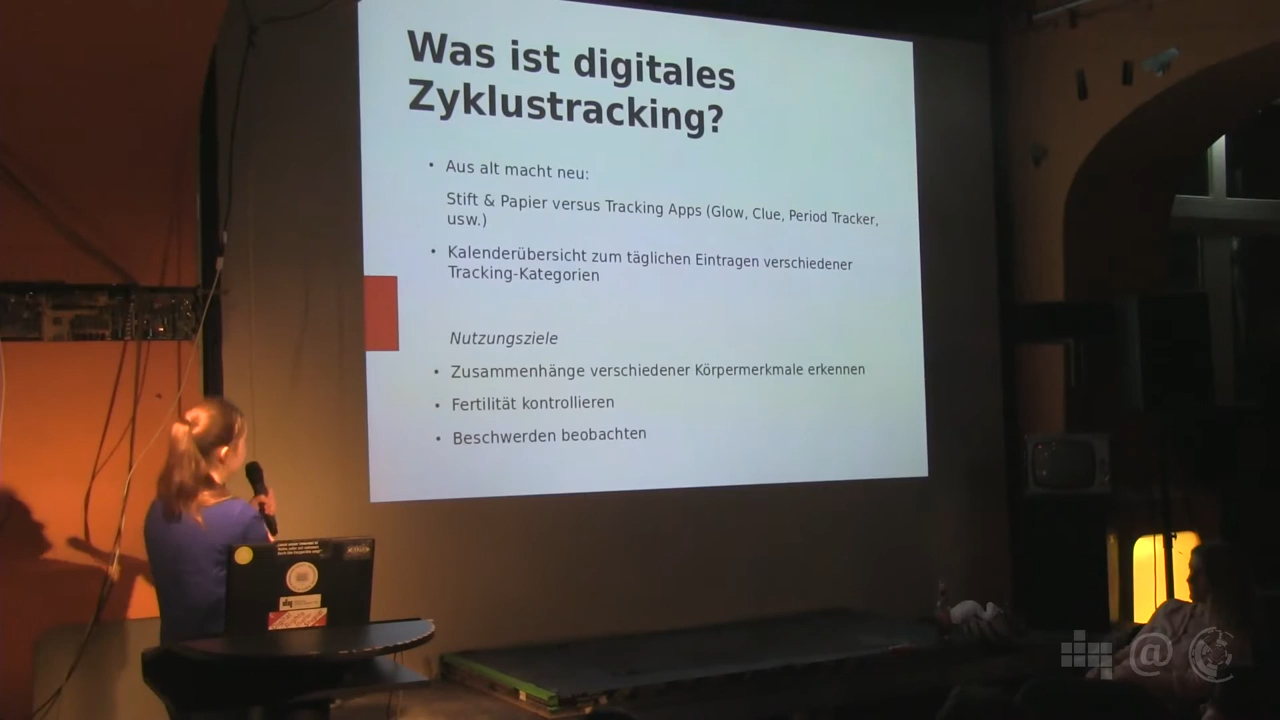 Was ist digitales
Zyklustracking?
• Aus alt macht neu:
Stift & Papier versus Tracking Apps (Glow, Clue, Period Tracker,
usw.)
• Kalenderübersicht zum täglichen Eintragen verschiedener
Tracking-Kategorien
Nutzungsziele
• Zusammenhänge verschiedener Körpermerkmale erkennen
• Fertilität kontrollieren
• Beschwerden beobachten
@